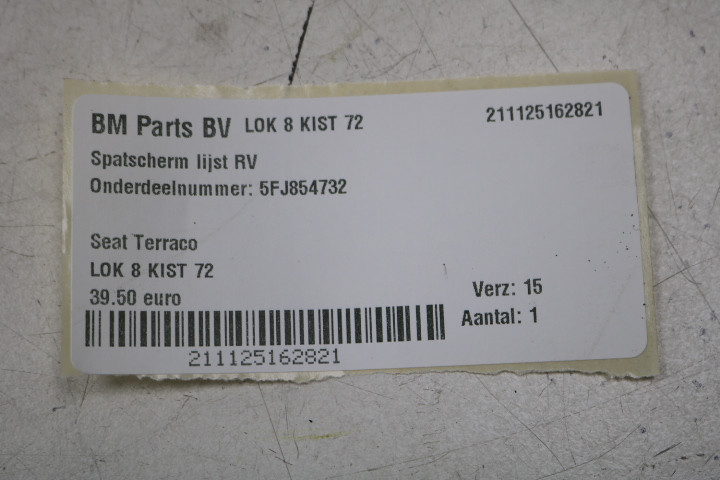 BM Parts BV LOK 8 KIST 72 211125162821
Spatscherm lijst RV
Onderdeelnummer: 5FJ854732
Seat Terraco
LOK 8 KIST 72
39.50 euro Verz: 15
Aantal: 1
211125162821